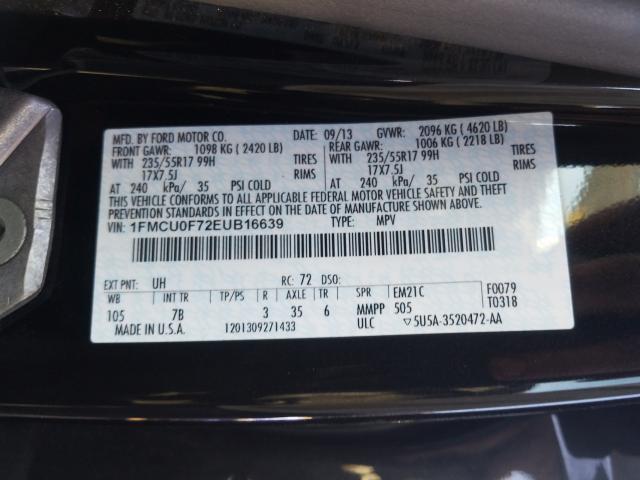 MFD. BY FORD MOTOR CO. DATE: 09/13 GVWR: 2096 KG ( 4620 LB)
FRONT GAWR: 1098 KG ( 2420 LB) REAR GAWR: 1006 KG ( 2218 LB)
WITH 235/55R17 99H TIRES WITH 235/55R17 99H TIRES
17X7.5J RIMS 17X7.5J RIMS
AT 240 kPa/ 35 PSI COLD AT 240 kPa/ 35 PSI COLD
THIS VEHICLE CONFORMS TO ALL APPLICABLE FEDERAL MOTOR VEHICLE SAFETY AND THEFT
PREVENTION STANDARDS IN EFFECT ON THE DATE OF MANUFACTURE SHOWN ABOVE.
VIN: 1FMCU0F72EUB16639 TYPE: MPV
EXT PNT: UH RC: 72 DSO:
WB INT TR TP/PS R AXLE TR SPR EM21C F0079
105 7B 3 35 6 MMPP 505 T0318
MADE IN U.S.A. 1201309271433 ULC ▽5U5A-3520472-AA